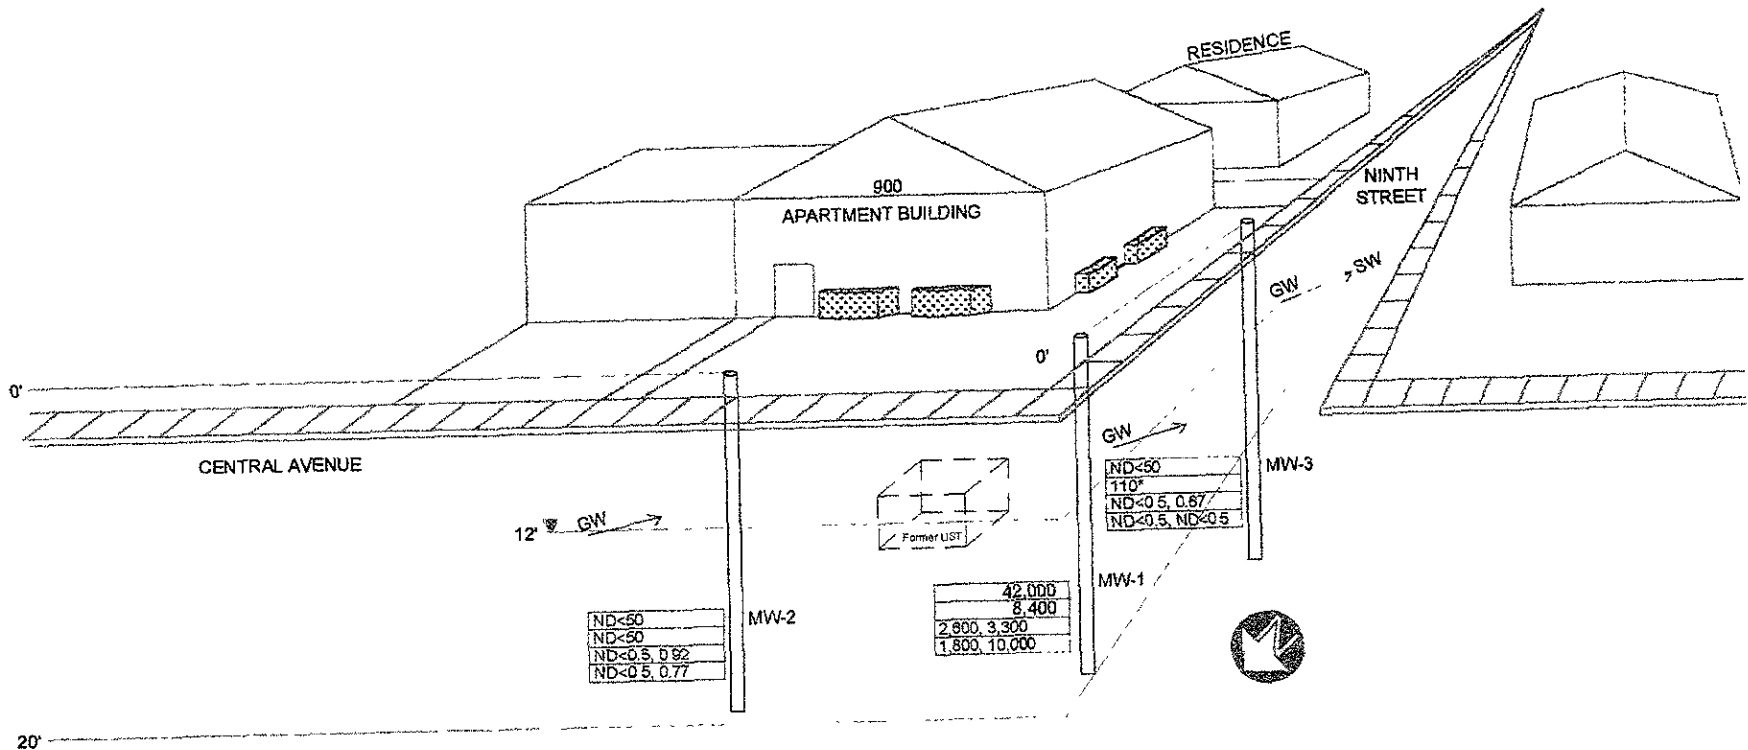 RESIDENCE
900
APARTMENT BUILDING
NINTH
STREET
GW
SW
0'
0'
CENTRAL AVENUE
GW
ND<50
110*
ND<0.5, 0.67
ND<0.5, ND<0.5
MW-3
12'
GW
Former UST
MW-1
42,000
8,400
2,600, 3,300
1,800, 10,000
MW-2
ND<50
ND<50
ND<0.5, 0.92
ND<0.5, 0.77
20'